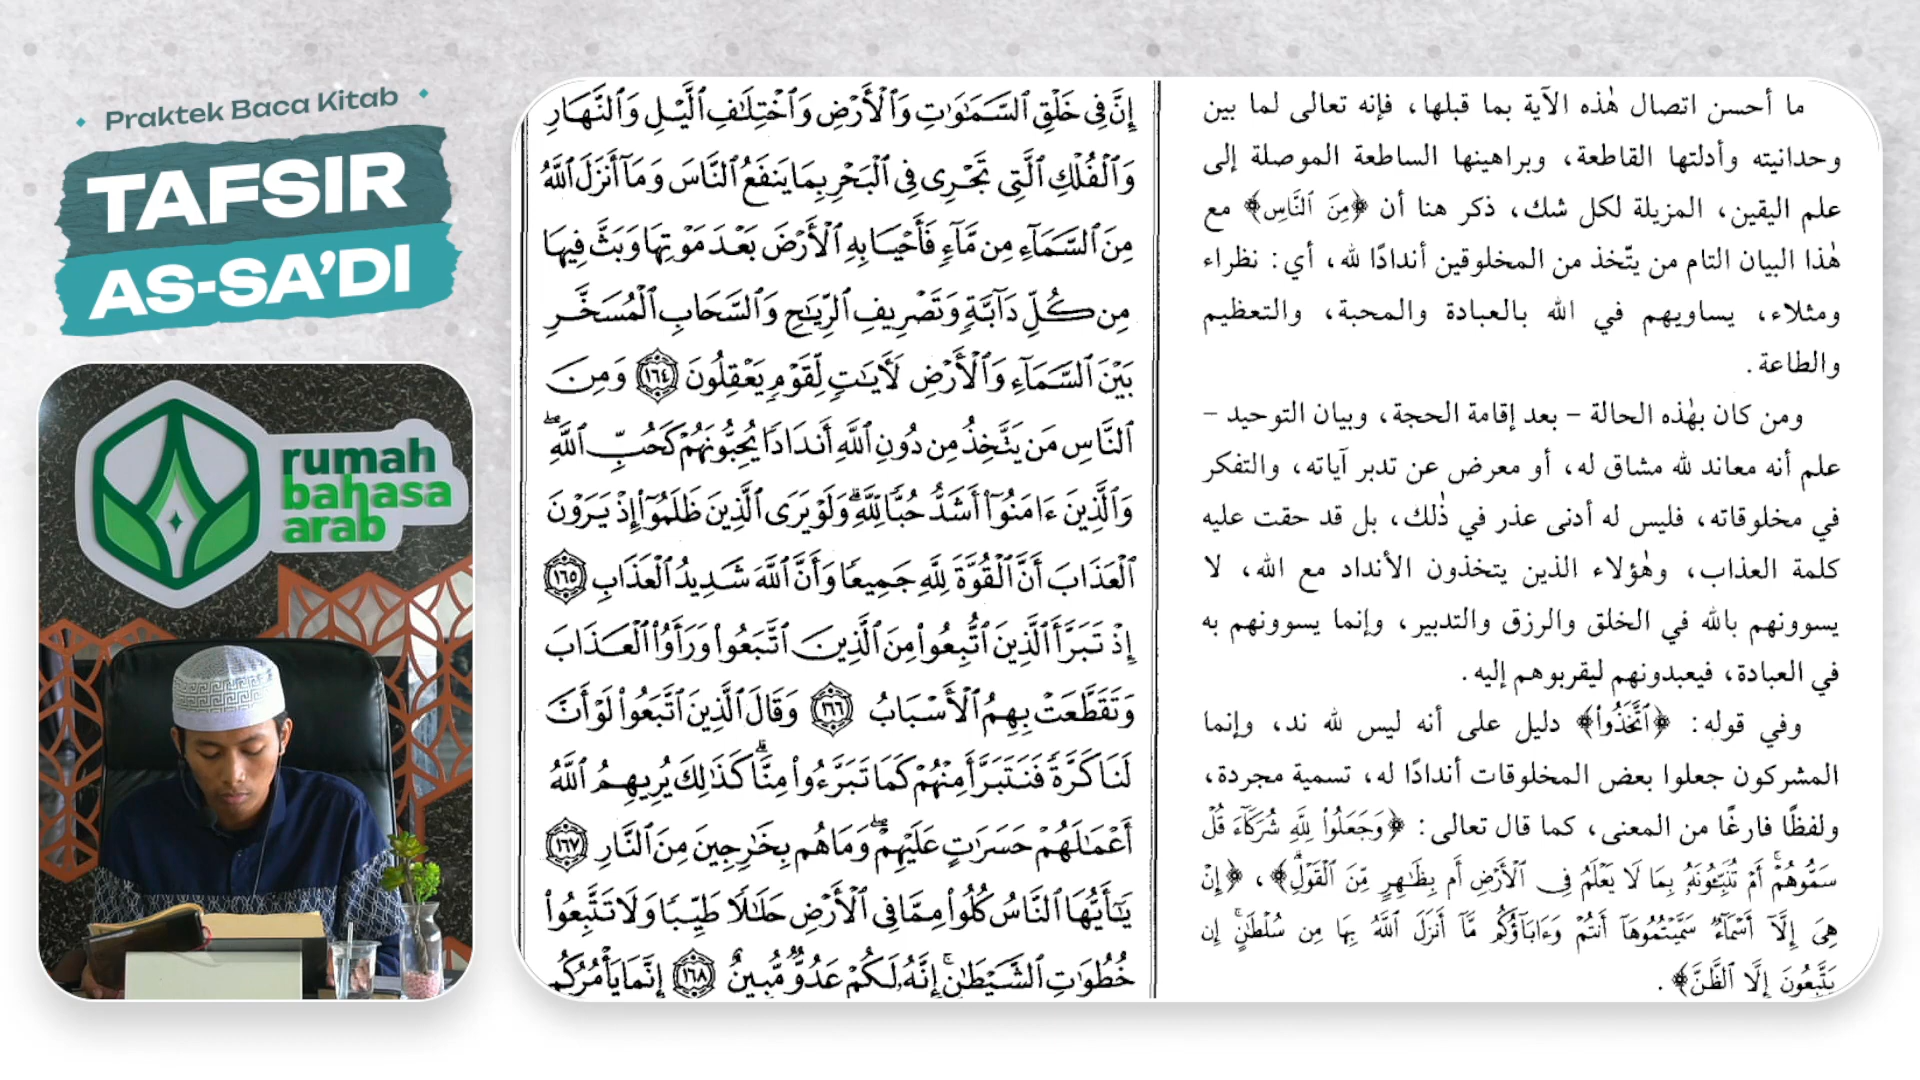 Praktek Baca Kitab
TAFSIR
AS-SA'DI
rumah
bahasa
arab
إِنَّ فِي خَلْقِ ٱلسَّمَٰوَٰتِ وَٱلْأَرْضِ وَٱخْتِلَٰفِ ٱلَّيْلِ وَٱلنَّهَارِ
وَٱلْفُلْكِ ٱلَّتِى تَجْرِى فِى ٱلْبَحْرِ بِمَا يَنفَعُ ٱلنَّاسَ وَمَآ أَنزَلَ ٱللَّهُ
مِنَ ٱلسَّمَآءِ مِن مَّآءٍ فَأَحْيَا بِهِ ٱلْأَرْضَ بَعْدَ مَوْتِهَا وَبَثَّ فِيهَا
مِن كُلِّ دَآبَّةٍ وَتَصْرِيفِ ٱلرِّيَٰحِ وَٱلسَّحَابِ ٱلْمُسَخَّرِ
بَيْنَ ٱلسَّمَآءِ وَٱلْأَرْضِ لَءَايَٰتٍ لِّقَوْمٍ يَعْقِلُونَ ١٦٤ وَمِنَ
ٱلنَّاسِ مَن يَتَّخِذُ مِن دُونِ ٱللَّهِ أَندَادًا يُحِبُّونَهُمْ كَحُبِّ ٱللَّهِ ۖ
وَٱلَّذِينَ ءَامَنُوٓا۟ أَشَدُّ حُبًّا لِّلَّهِ ۗ وَلَوْ يَرَى ٱلَّذِينَ ظَلَمُوٓا۟ إِذْ يَرَوْنَ
ٱلْعَذَابَ أَنَّ ٱلْقُوَّةَ لِلَّهِ جَمِيعًا وَأَنَّ ٱللَّهَ شَدِيدُ ٱلْعَذَابِ ١٦٥
إِذْ تَبَرَّأَ ٱلَّذِينَ ٱتُّبِعُوا۟ مِنَ ٱلَّذِينَ ٱتَّبَعُوا۟ وَرَأَوُا۟ ٱلْعَذَابَ
وَتَقَطَّعَتْ بِهِمُ ٱلْأَسْبَابُ ١٦٦ وَقَالَ ٱلَّذِينَ ٱتَّبَعُوا۟ لَوْ أَنَّ
لَنَا كَرَّةً فَنَتَبَرَّأَ مِنْهُمْ كَمَا تَبَرَّءُوا۟ مِنَّا ۗ كَذَٰلِكَ يُرِيهِمُ ٱللَّهُ
أَعْمَٰلَهُمْ حَسَرَٰتٍ عَلَيْهِمْ ۖ وَمَا هُم بِخَٰرِجِينَ مِنَ ٱلنَّارِ ١٦٧
يَٰٓأَيُّهَا ٱلنَّاسُ كُلُوا۟ مِمَّا فِى ٱلْأَرْضِ حَلَٰلًا طَيِّبًا وَلَا تَتَّبِعُوا۟
خُطُوَٰتِ ٱلشَّيْطَٰنِ ۚ إِنَّهُۥ لَكُمْ عَدُوٌّ مُّبِينٌ ١٦٨ إِنَّمَا يَأْمُرُكُم
ما أحسن اتصال هٰذه الآية بما قبلها، فإنه تعالى لما بين
وحدانيته وأدلتها القاطعة، وبراهينها الساطعة الموصلة إلى
علم اليقين، المزيلة لكل شك، ذكر هنا أن ﴿مِنَ ٱلنَّاسِ﴾ مع
هٰذا البيان التام من يتّخذ من المخلوقين أندادًا لله، أي: نظراء
ومثلاء، يساويهم في الله بالعبادة والمحبة، والتعظيم
والطاعة.
ومن كان بهٰذه الحالة – بعد إقامة الحجة، وبيان التوحيد –
علم أنه معاند لله مشاق له، أو معرض عن تدبر آياته، والتفكر
في مخلوقاته، فليس له أدنى عذر في ذٰلك، بل قد حقت عليه
كلمة العذاب، وهٰؤلاء الذين يتخذون الأنداد مع الله، لا
يسوونهم بالله في الخلق والرزق والتدبير، وإنما يسوونهم به
في العبادة، فيعبدونهم ليقربوهم إليه.
وفي قوله: ﴿ٱتَّخَذُوا۟﴾ دليل على أنه ليس لله ند، وإنما
المشركون جعلوا بعض المخلوقات أندادًا له، تسمية مجردة،
ولفظًا فارغًا من المعنى، كما قال تعالى: ﴿وَجَعَلُوا۟ لِلَّهِ شُرَكَآءَ قُلْ
سَمُّوهُمْ ۚ أَمْ تُنَبِّـُٔونَهُۥ بِمَا لَا يَعْلَمُ فِى ٱلْأَرْضِ أَم بِظَٰهِرٍ مِّنَ ٱلْقَوْلِ ۗ﴾، ﴿إِنْ
هِىَ إِلَّآ أَسْمَآءٌ سَمَّيْتُمُوهَآ أَنتُمْ وَءَابَآؤُكُم مَّآ أَنزَلَ ٱللَّهُ بِهَا مِن سُلْطَٰنٍ ۚ إِن
يَتَّبِعُونَ إِلَّا ٱلظَّنَّ﴾.